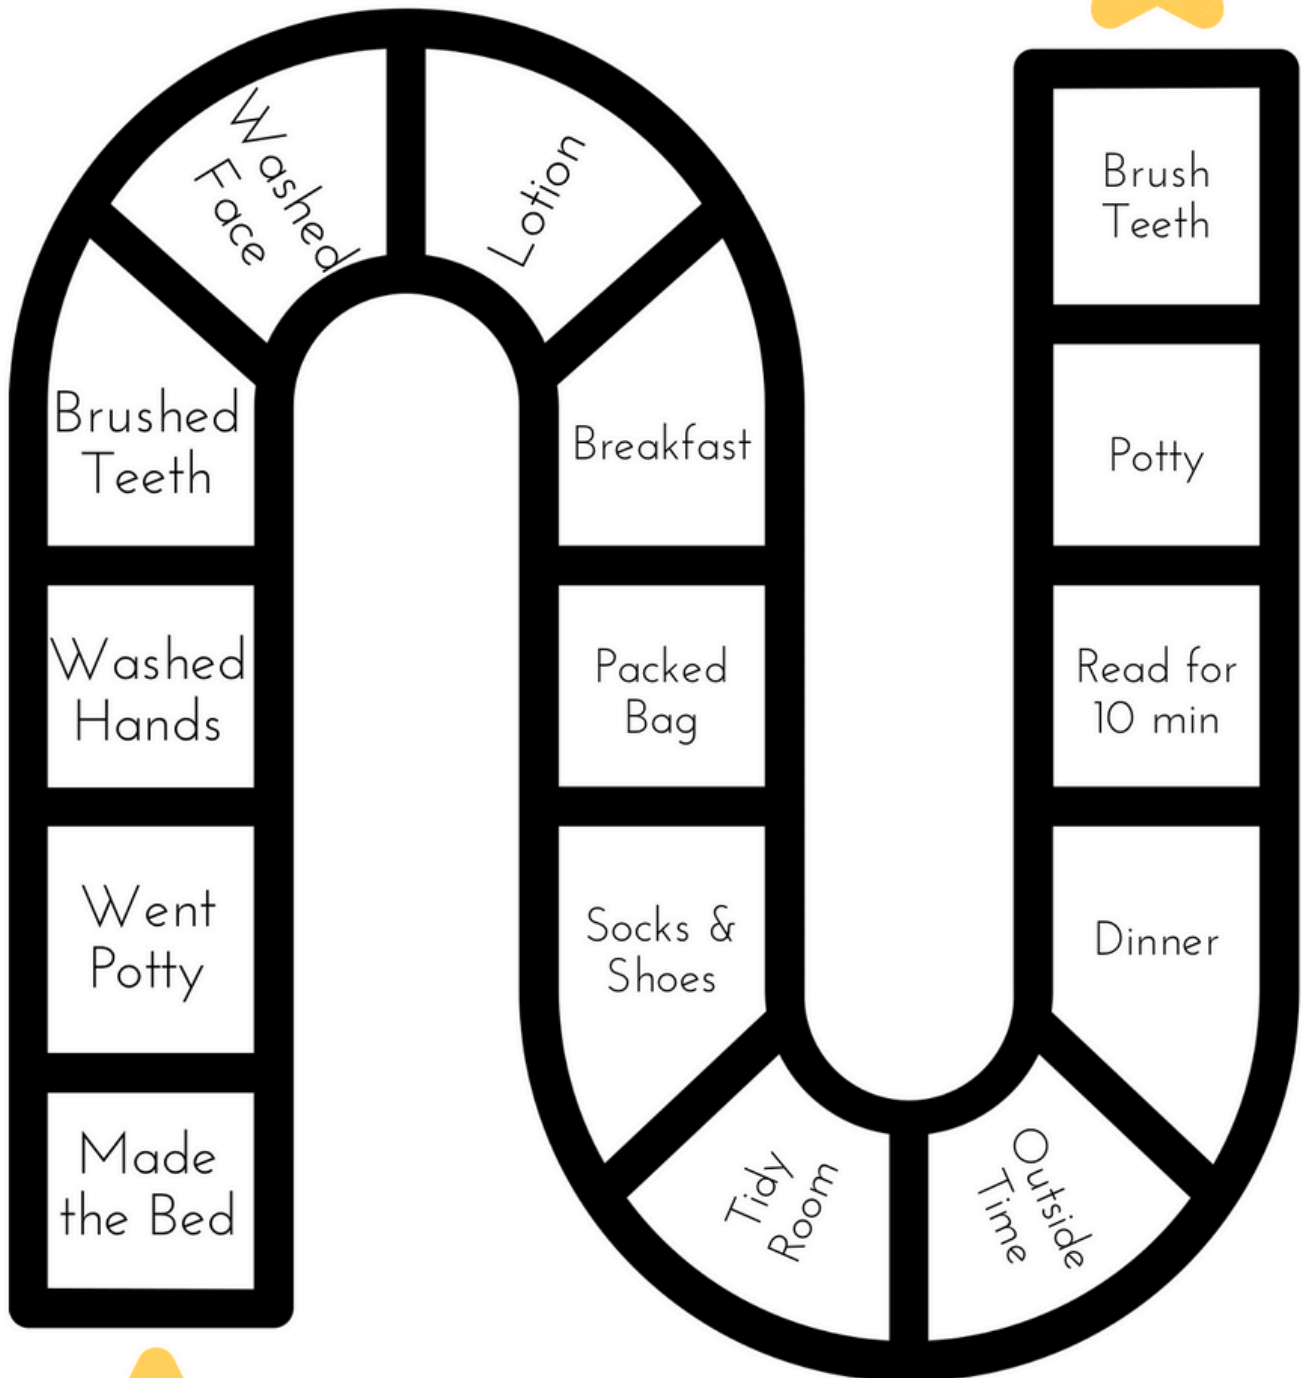 Made
the Bed
Went
Potty
Washed
Hands
Brushed
Teeth
Washed
Face
Lotion
Breakfast
Packed
Bag
Socks &
Shoes
Tidy
Room
Outside
Time
Dinner
Read for
10 min
Potty
Brush
Teeth